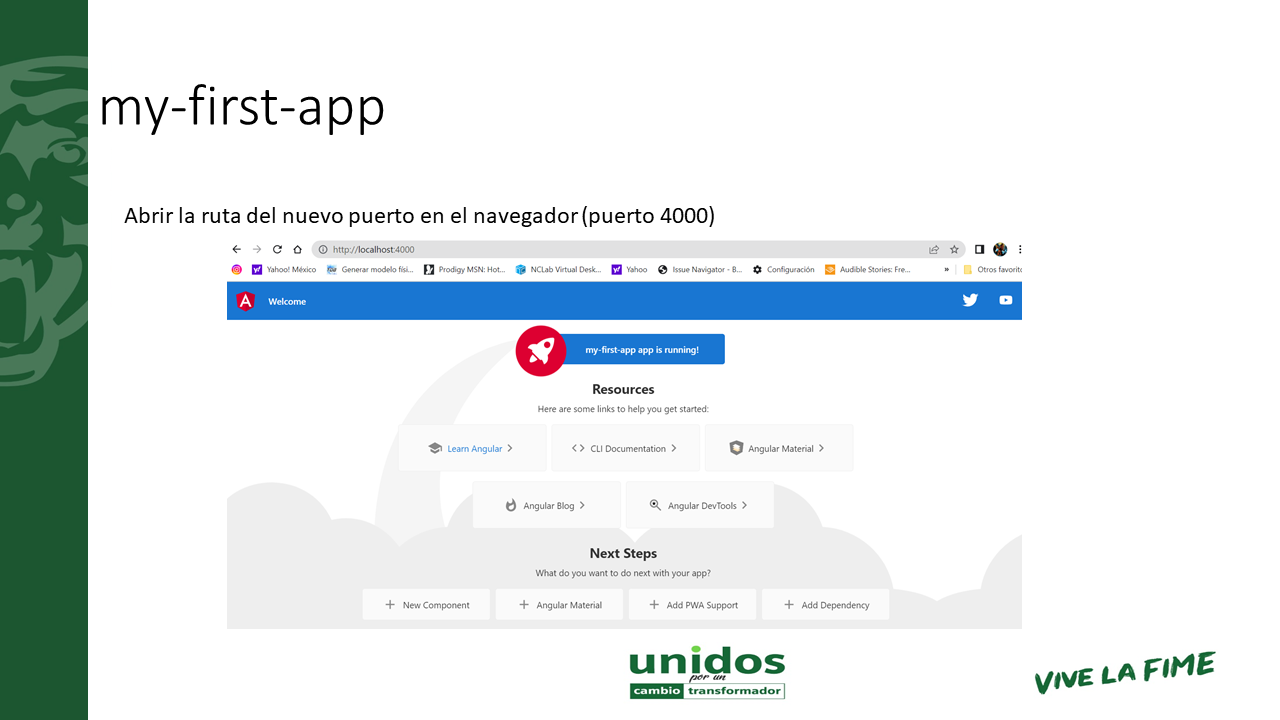 my-first-app
Abrir la ruta del nuevo puerto en el navegador (puerto 4000)
http://localhost:4000
Yahoo! México Generar modelo físi... Prodigy MSN: Hot... NCLab Virtual Desk... Yahoo Issue Navigator - B... Configuración Audible Stories: Fre... » Otros favorito
Welcome
my-first-app app is running!
Resources
Here are some links to help you get started:
Learn Angular CLI Documentation Angular Material
Angular Blog Angular DevTools
Next Steps
What do you want to do next with your app?
New Component Angular Material Add PWA Support Add Dependency
unidos
por un
cambio transformador
VIVE LA FIME